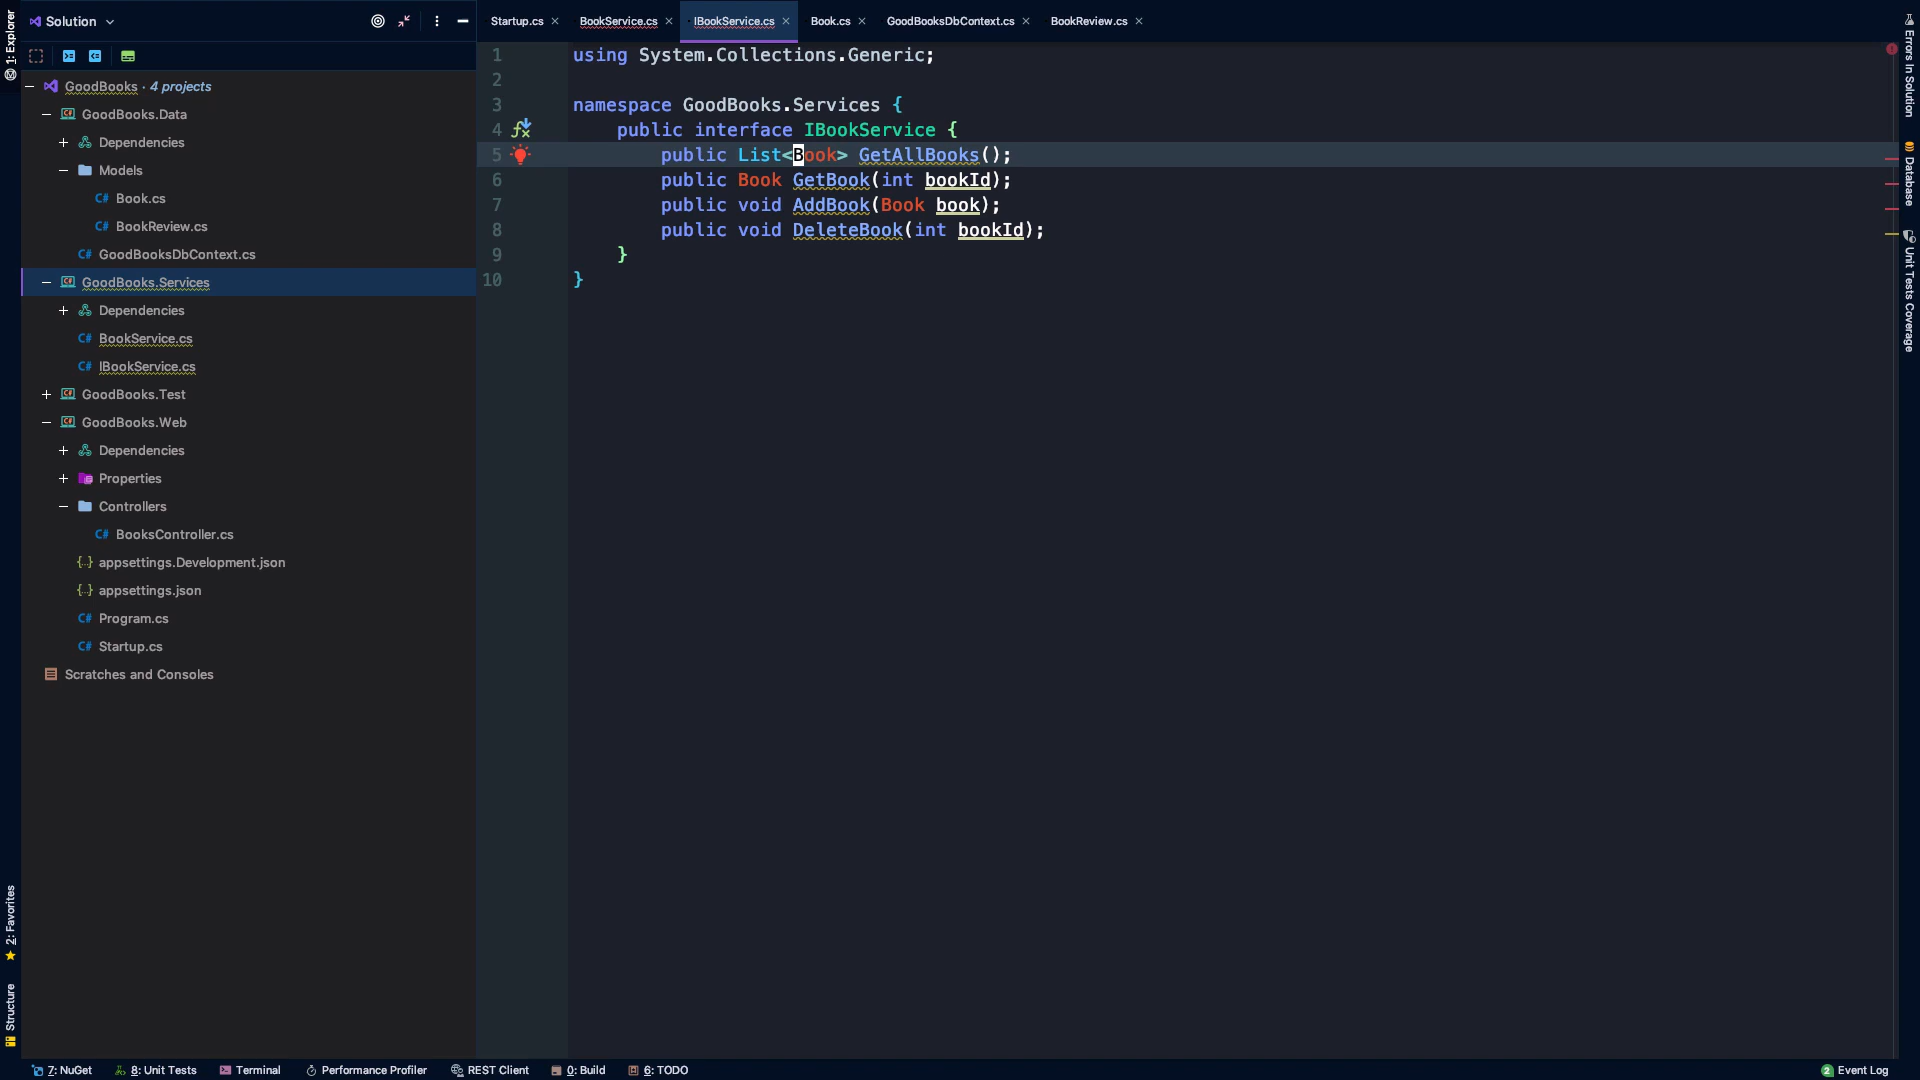 1: Explorer
Solution
GoodBooks · 4 projects
GoodBooks.Data
Dependencies
Models
C# Book.cs
C# BookReview.cs
C# GoodBooksDbContext.cs
GoodBooks.Services
Dependencies
C# BookService.cs
C# IBookService.cs
GoodBooks.Test
GoodBooks.Web
Dependencies
Properties
Controllers
C# BooksController.cs
appsettings.Development.json
appsettings.json
C# Program.cs
C# Startup.cs
Scratches and Consoles
2: Favorites
Structure
Startup.cs BookService.cs IBookService.cs Book.cs GoodBooksDbContext.cs BookReview.cs
1 using System.Collections.Generic;
2
3 namespace GoodBooks.Services {
4 public interface IBookService {
5 public List<Book> GetAllBooks();
6 public Book GetBook(int bookId);
7 public void AddBook(Book book);
8 public void DeleteBook(int bookId);
9 }
10 }
Errors In Solution
Database
Unit Tests Coverage
7: NuGet 8: Unit Tests Terminal Performance Profiler REST Client 0: Build 6: TODO 2 Event Log